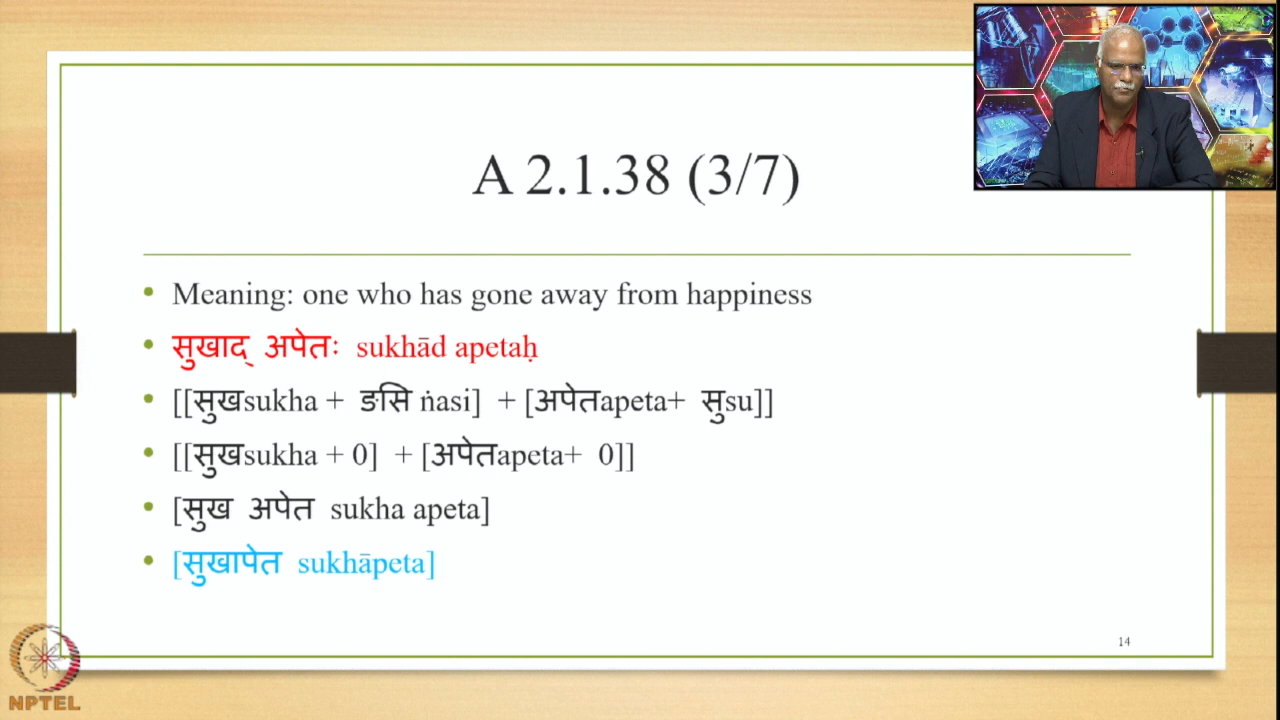 A 2.1.38 (3/7)
• Meaning: one who has gone away from happiness
• सुखाद् अपेतः sukhād apetaḥ
• [[सुखsukha + ङसि ṅasi] + [अपेतapeta+ सुsu]]
• [[सुखsukha + 0] + [अपेतapeta+ 0]]
• [सुख अपेत sukha apeta]
• [सुखापेत sukhāpeta]
14
NPTEL